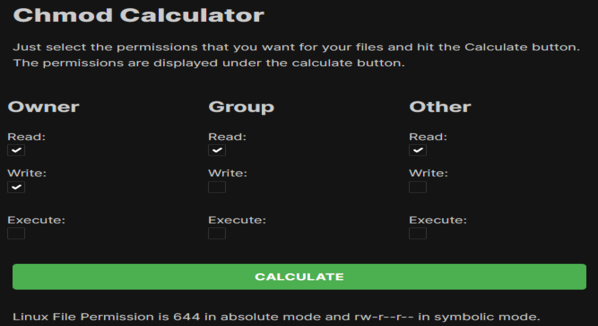 Chmod Calculator
Just select the permissions that you want for your files and hit the Calculate button.
The permissions are displayed under the calculate button.
Owner Group Other
Read: Read: Read:
Write: Write: Write:
Execute: Execute: Execute:
CALCULATE
Linux File Permission is 644 in absolute mode and rw-r--r-- in symbolic mode.